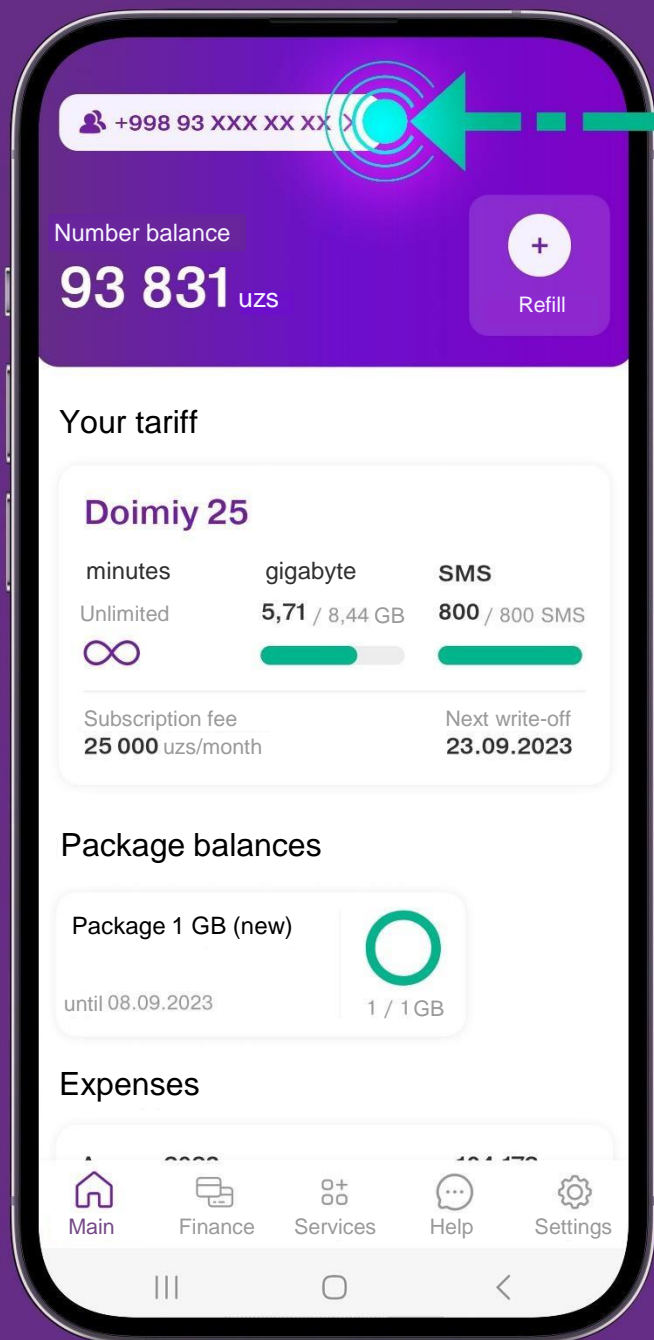 +998 93 XXX XX XX
Number balance
93 831 uzs
+
Refill
Your tariff
Doimiy 25
minutes gigabyte SMS
Unlimited 5,71 / 8,44 GB 800 / 800 SMS
Subscription fee Next write-off
25 000 uzs/month 23.09.2023
Package balances
Package 1 GB (new)
until 08.09.2023
1 / 1 GB
Expenses
Main Finance Services Help Settings